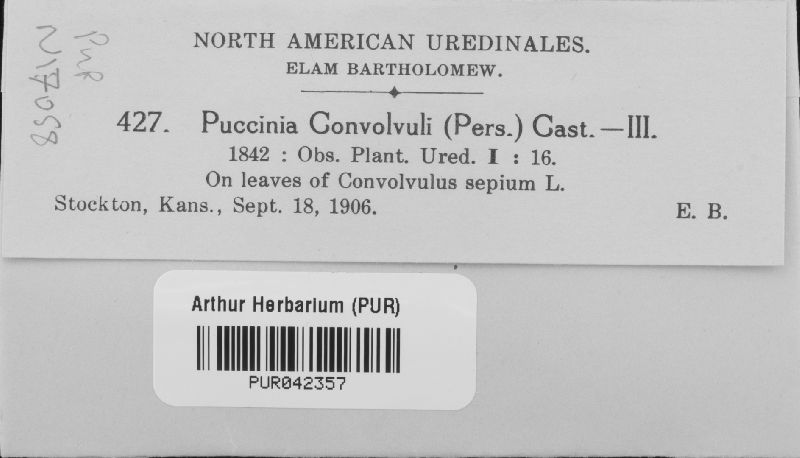 PUR
N17058
NORTH AMERICAN UREDINALES.
ELAM BARTHOLOMEW.
427. Puccinia Convolvuli (Pers.) Cast.—III.
1842 : Obs. Plant. Ured. I : 16.
On leaves of Convolvulus sepium L.
Stockton, Kans., Sept. 18, 1906. E. B.
Arthur Herbarium (PUR)
PUR042357